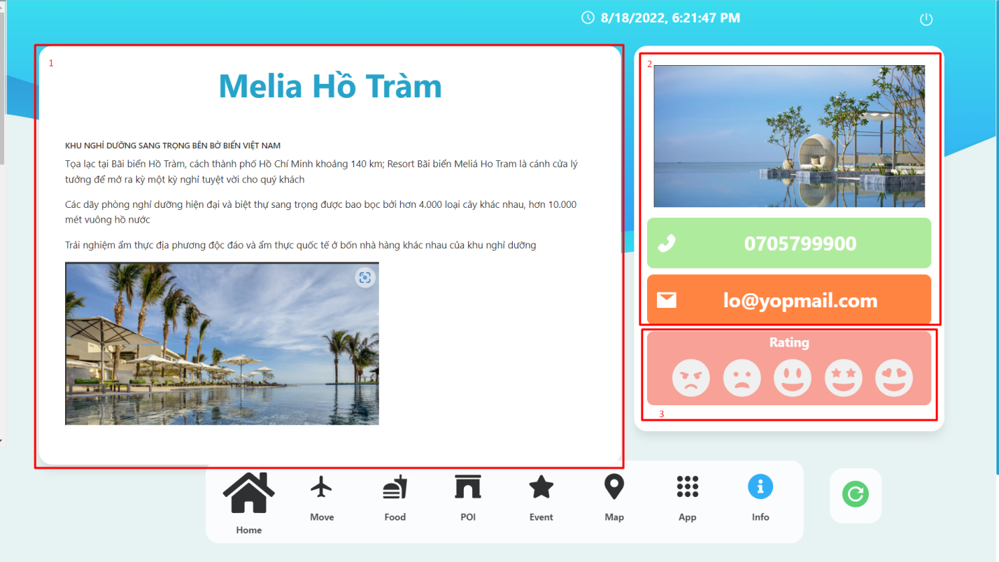 8/18/2022, 6:21:47 PM
1
Melia Hồ Tràm
KHU NGHỈ DƯỠNG SANG TRỌNG BÊN BỜ BIỂN VIỆT NAM
Tọa lạc tại Bãi biển Hồ Tràm, cách thành phố Hồ Chí Minh khoảng 140 km; Resort Bãi biển Meliá Ho Tram là cánh cửa lý
tưởng để mở ra kỳ một kỳ nghỉ tuyệt vời cho quý khách
Các dãy phòng nghỉ dưỡng hiện đại và biệt thự sang trọng được bao bọc bởi hơn 4.000 loại cây khác nhau, hơn 10.000
mét vuông hồ nước
Trải nghiệm ẩm thực địa phương độc đáo và ẩm thực quốc tế ở bốn nhà hàng khác nhau của khu nghỉ dưỡng
2
0705799900
lo@yopmail.com
Rating
3
Home
Move
Food
POI
Event
Map
App
Info